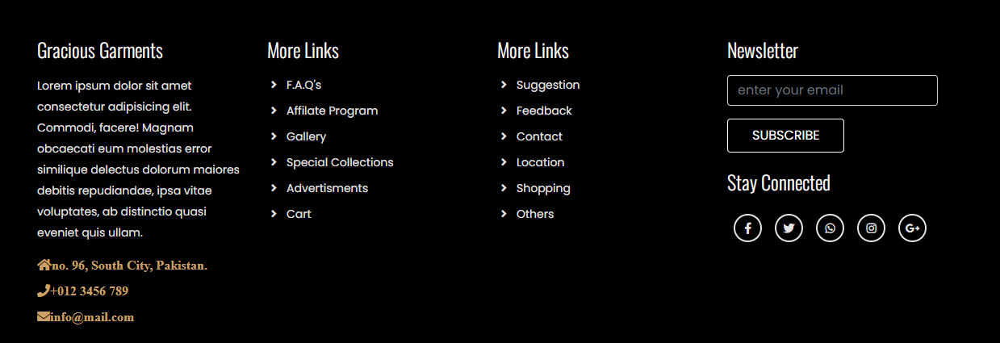 Gracious Garments
Lorem ipsum dolor sit amet
consectetur adipisicing elit.
Commodi, facere! Magnam
obcaecati eum molestias error
similique delectus dolorum maiores
debitis repudiandae, ipsa vitae
voluptates, ab distinctio quasi
eveniet quis ullam.
no. 96, South City, Pakistan.
+012 3456 789
info@mail.com
More Links
F.A.Q's
Affilate Program
Gallery
Special Collections
Advertisments
Cart
More Links
Suggestion
Feedback
Contact
Location
Shopping
Others
Newsletter
enter your email
SUBSCRIBE
Stay Connected